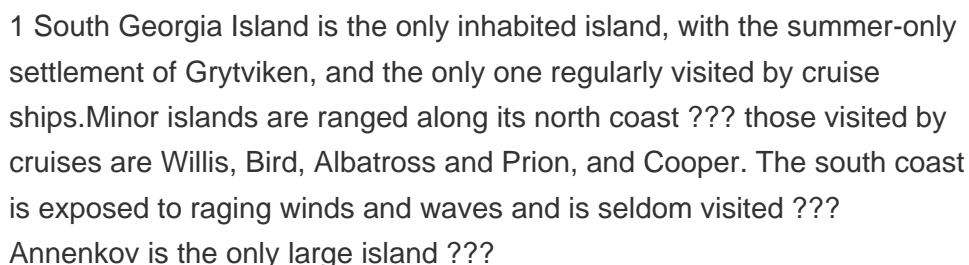 1 South Georgia Island is the only inhabited island, with the summer-only
settlement of Grytviken, and the only one regularly visited by cruise
ships.Minor islands are ranged along its north coast ??? those visited by
cruises are Willis, Bird, Albatross and Prion, and Cooper. The south coast
is exposed to raging winds and waves and is seldom visited ???
Annenkov is the only large island ???